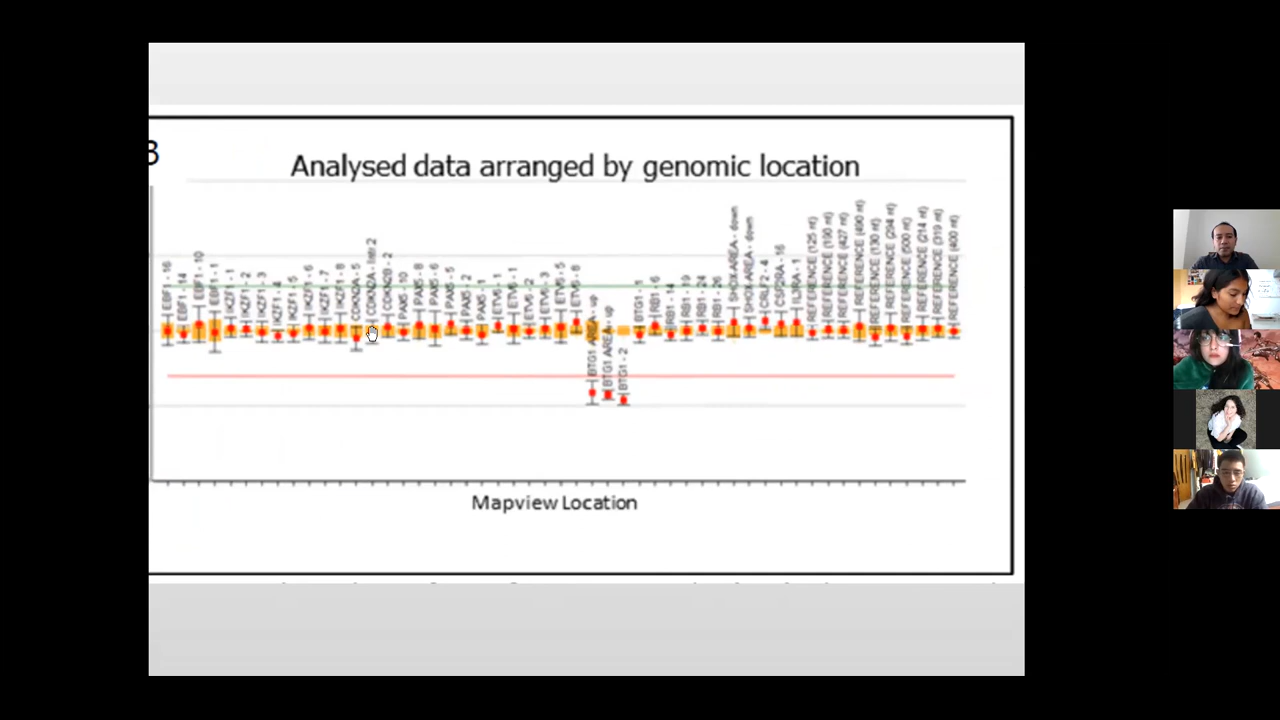 B
Analysed data arranged by genomic location
EBF1 - 16
EBF1 - 14
EBF1 - 10
EBF1 - 1
IKZF1 - 1
IKZF1 - 2
IKZF1 - 3
IKZF1 - 4
IKZF1 - 5
IKZF1 - 6
IKZF1 - 7
IKZF1 - 8
CDKN2A - 5
CDKN2A - Intr 2
CDKN2B - 2
PAX5 - 10
PAX5 - 8
PAX5 - 6
PAX5 - 5
PAX5 - 2
PAX5 - 1
ETV6 - 1
ETV6 - 1
ETV6 - 2
ETV6 - 3
ETV6 - 5
ETV6 - 8
BTG1 AREA - up
BTG1 AREA - up
BTG1 - 2
BTG1 - 1
RB1 - 6
RB1 - 14
RB1 - 19
RB1 - 24
RB1 - 26
SHOX-AREA - down
SHOX-AREA - down
CRLF2 - 4
CSF2RA - 16
IL3RA - 1
REFERENCE (125 nt)
REFERENCE (190 nt)
REFERENCE (427 nt)
REFERENCE (490 nt)
REFERENCE (130 nt)
REFERENCE (204 nt)
REFERENCE (500 nt)
REFERENCE (214 nt)
REFERENCE (319 nt)
REFERENCE (400 nt)
Mapview Location